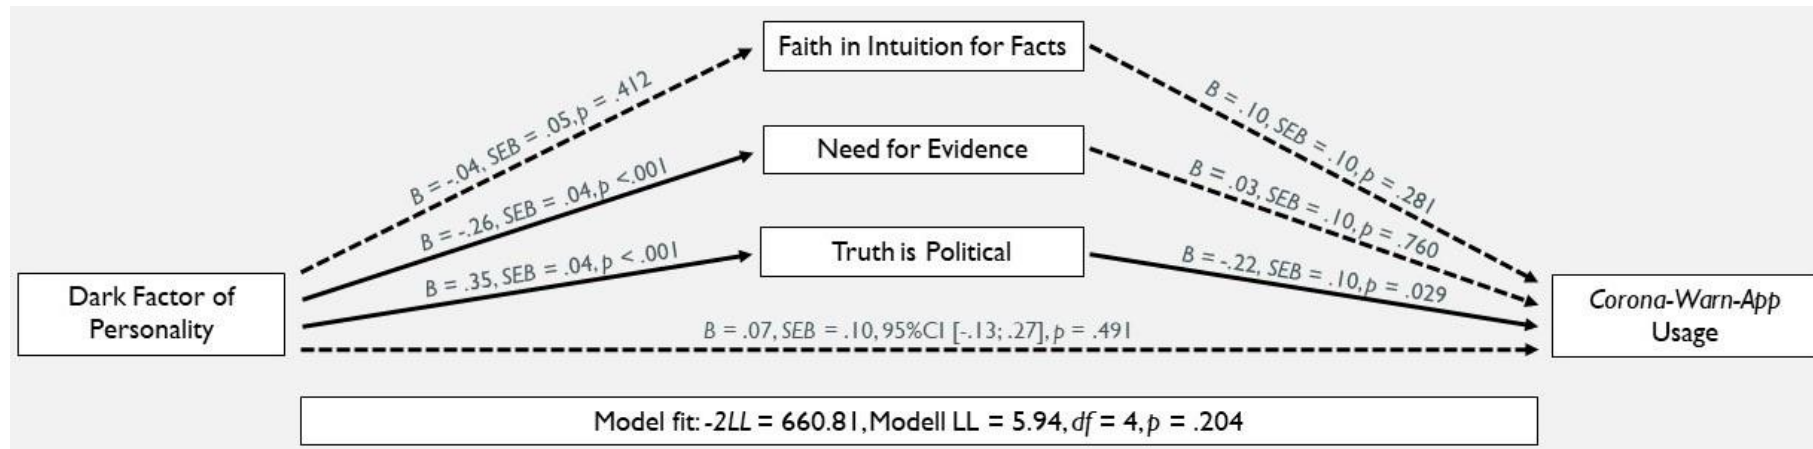 Faith in Intuition for Facts
B = -.04, SEB = .05, p = .412
B = .10, SEB = .10, p = .281
Need for Evidence
B = -.26, SEB = .04, p <.001
B = .03, SEB = .10, p = .760
Truth is Political
B = .35, SEB = .04, p < .001
B = -.22, SEB = .10, p = .029
Dark Factor of
Personality
Corona-Warn-App
Usage
B = .07, SEB = .10, 95%CI [-.13; .27], p = .491
Model fit: -2LL = 660.81, Modell LL = 5.94, df = 4, p = .204